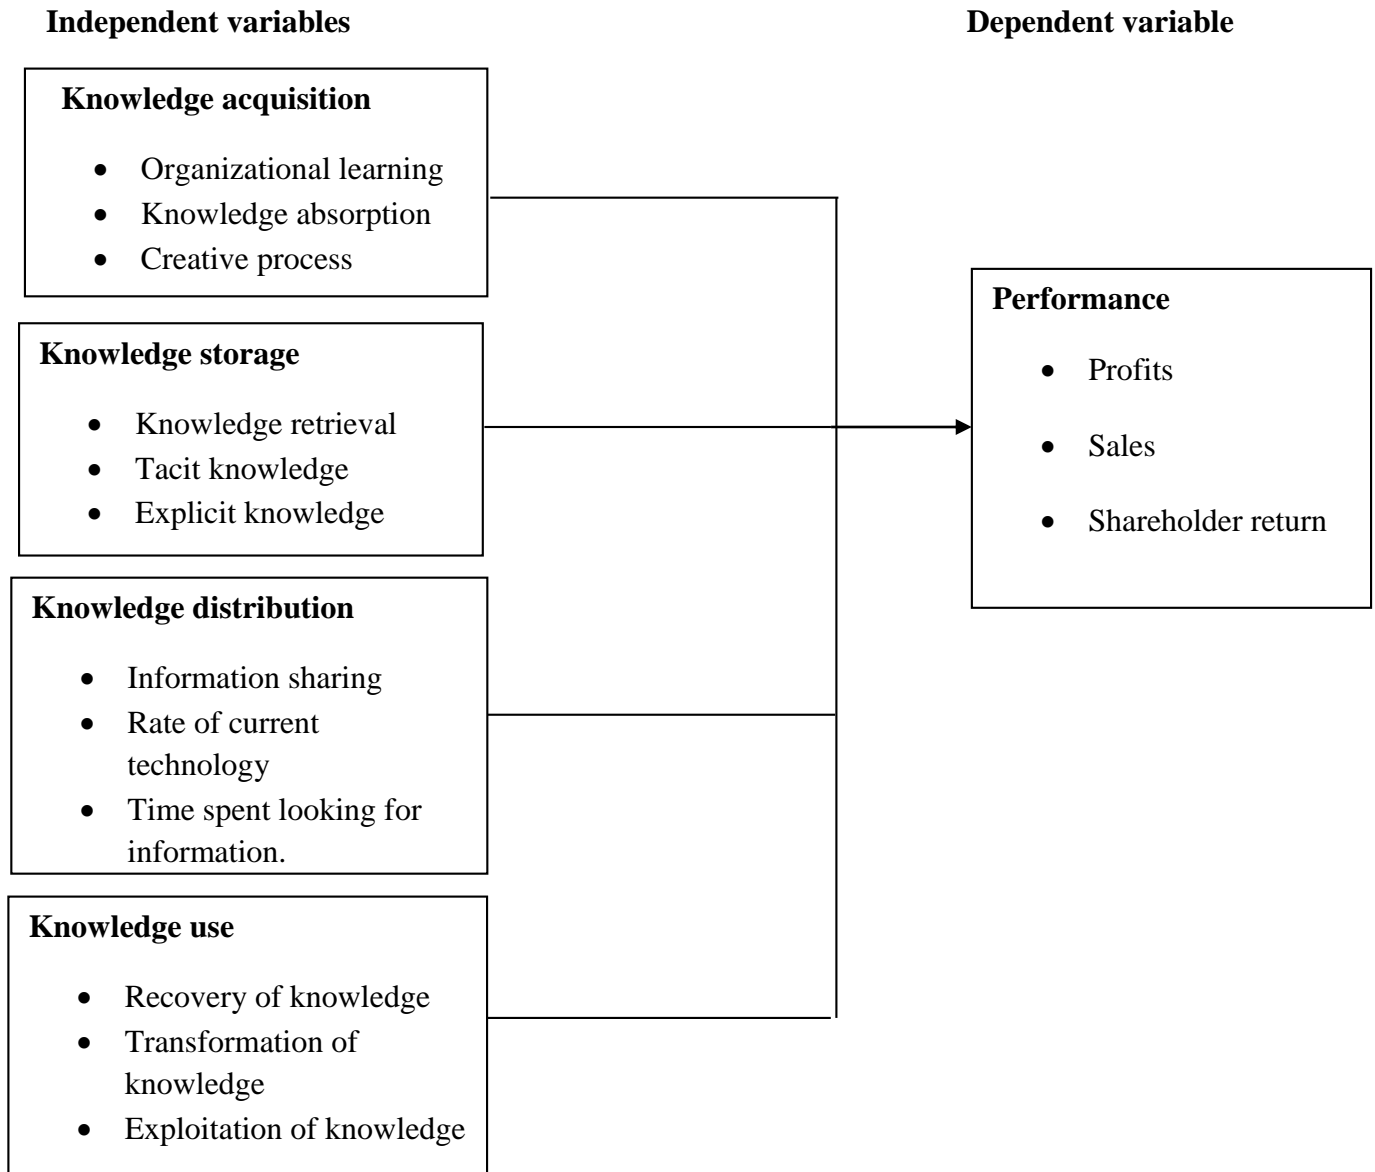 Independent variables
Dependent variable
Knowledge acquisition
• Organizational learning
• Knowledge absorption
• Creative process
Knowledge storage
• Knowledge retrieval
• Tacit knowledge
• Explicit knowledge
Knowledge distribution
• Information sharing
• Rate of current
technology
• Time spent looking for
information.
Knowledge use
• Recovery of knowledge
• Transformation of
knowledge
• Exploitation of knowledge
Performance
• Profits
• Sales
• Shareholder return